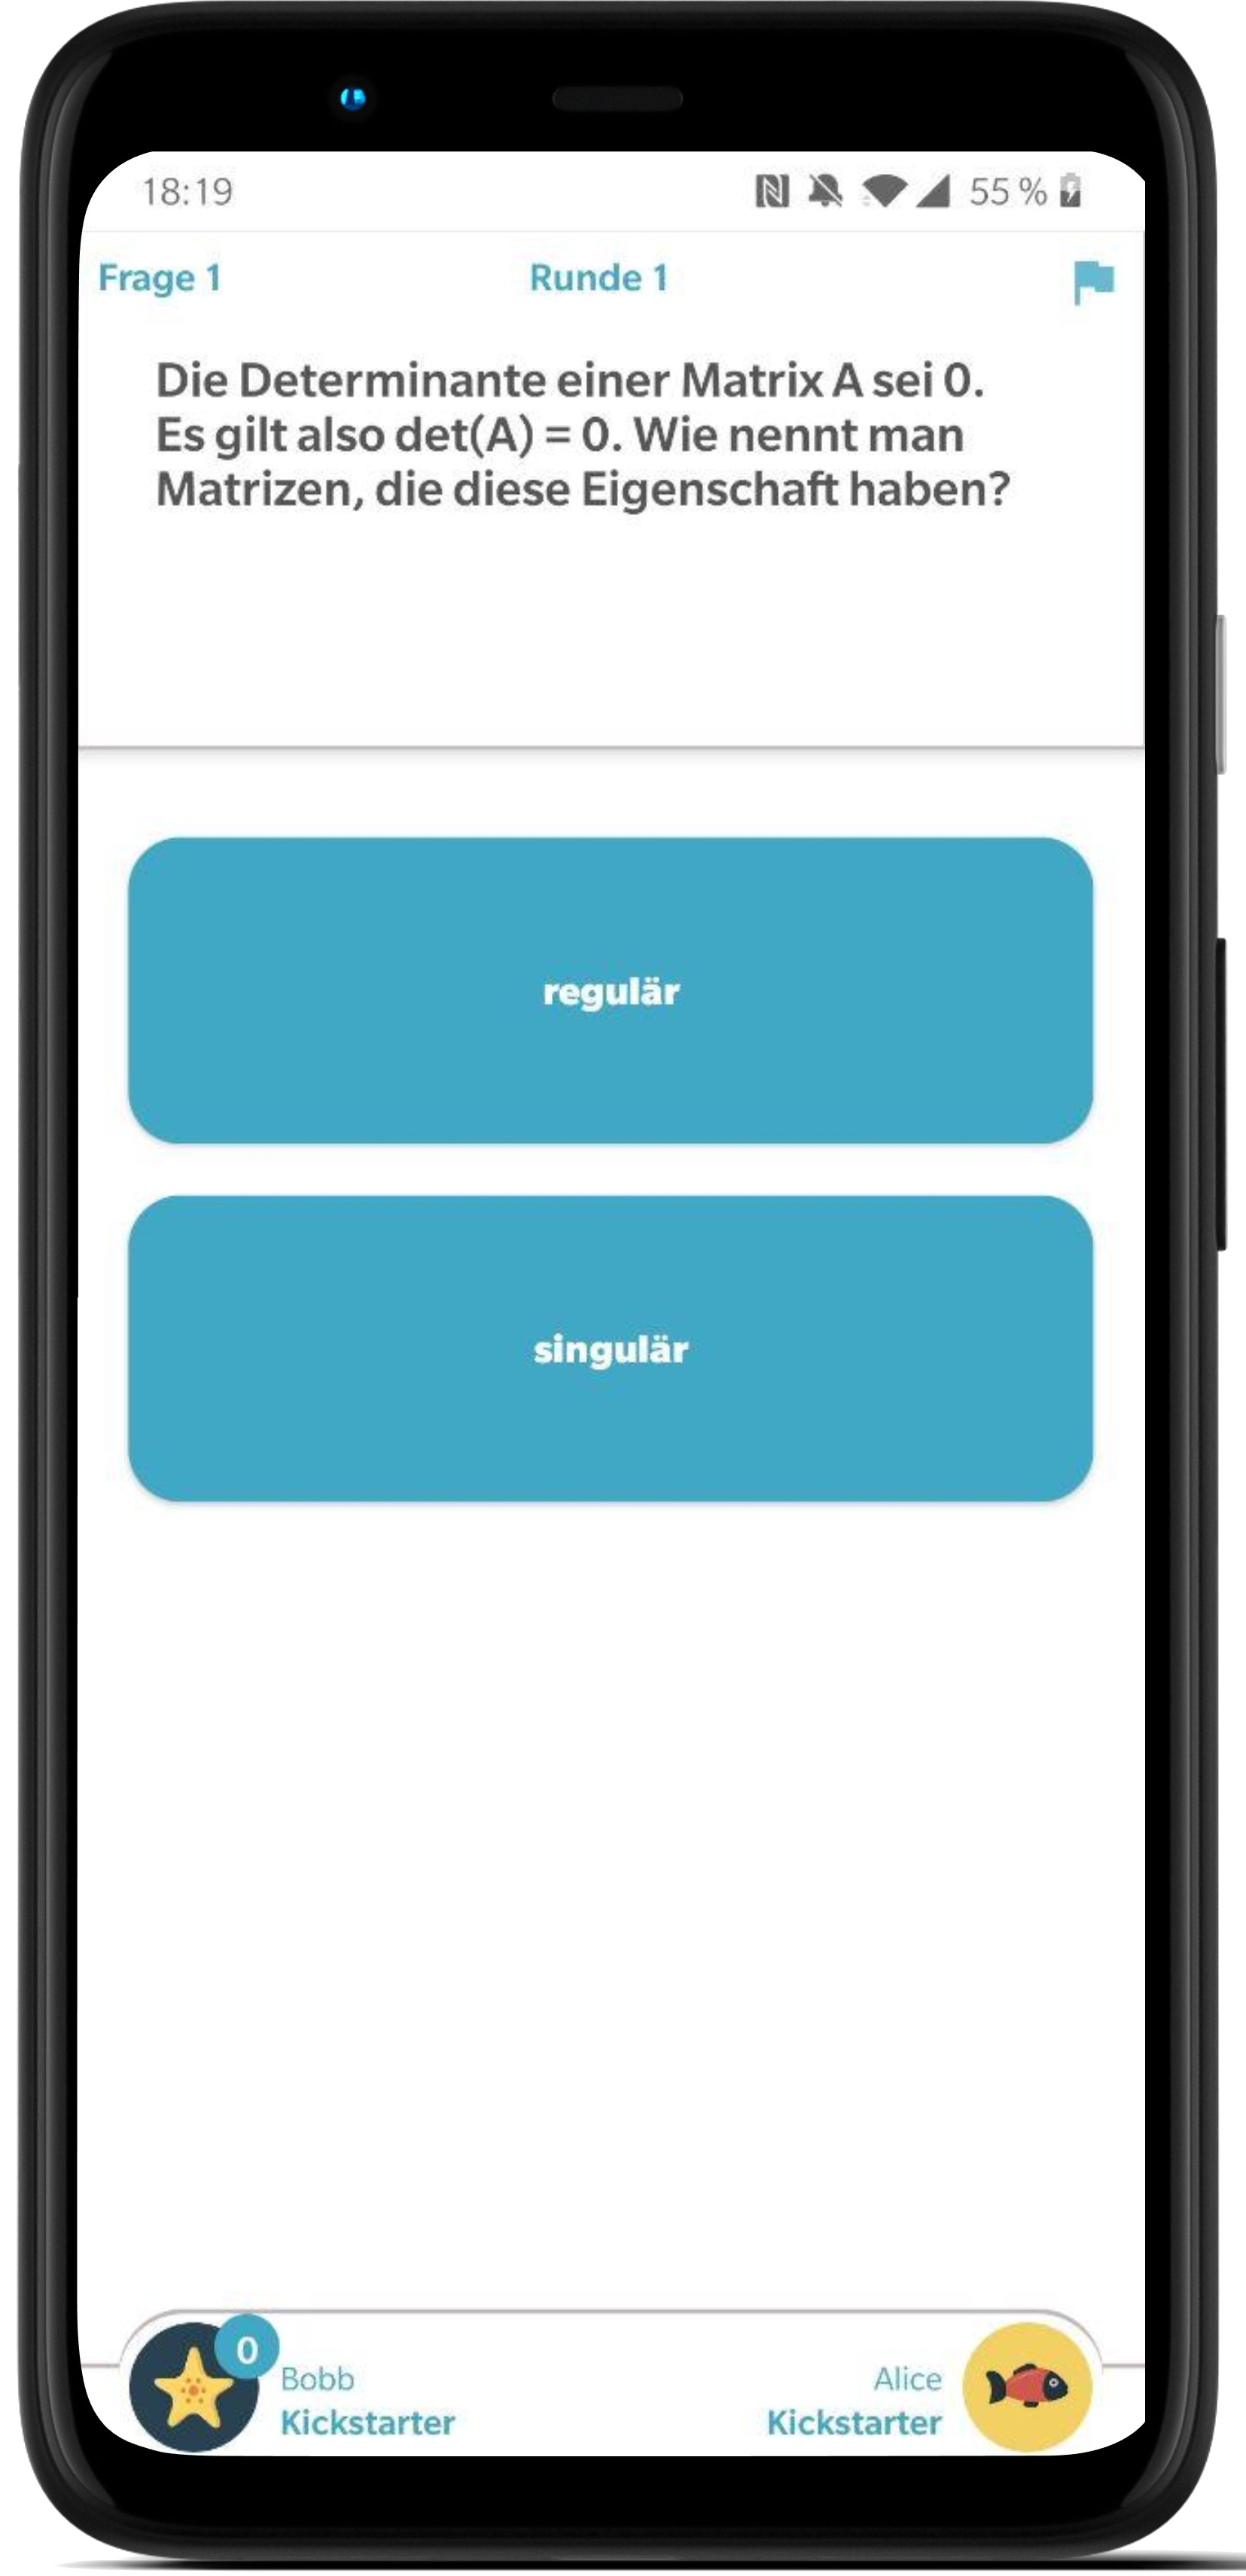 18:19 55 %
Frage 1 Runde 1
Die Determinante einer Matrix A sei 0.
Es gilt also det(A) = 0. Wie nennt man
Matrizen, die diese Eigenschaft haben?
regulär
singulär
0
Bobb Alice
Kickstarter Kickstarter